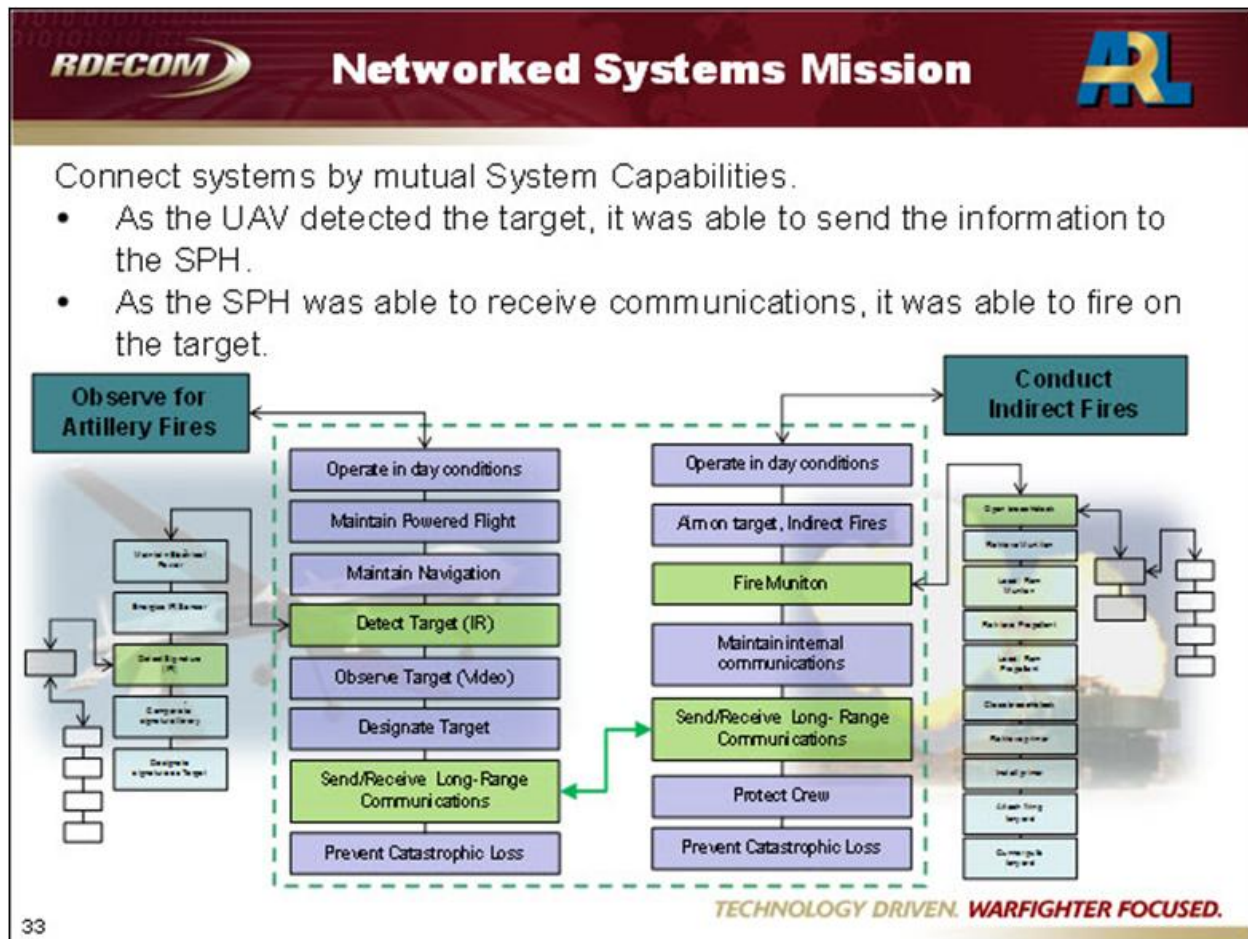 RDECOM
Networked Systems Mission
ARL
Connect systems by mutual System Capabilities.
• As the UAV detected the target, it was able to send the information to
the SPH.
• As the SPH was able to receive communications, it was able to fire on
the target.
Observe for
Artillery Fires
Conduct
Indirect Fires
Operate in day conditions
Maintain Powered Flight
Maintain Navigation
Detect Target (IR)
Observe Target (Video)
Designate Target
Send/Receive Long-Range
Communications
Prevent Catastrophic Loss
Operate in day conditions
Aim on target, Indirect Fires
Fire Muniton
Maintain internal
communications
Send/Receive Long- Range
Communications
Protect Crew
Prevent Catastrophic Loss
Energize IR Sensor
TECHNOLOGY DRIVEN. WARFIGHTER FOCUSED.
33